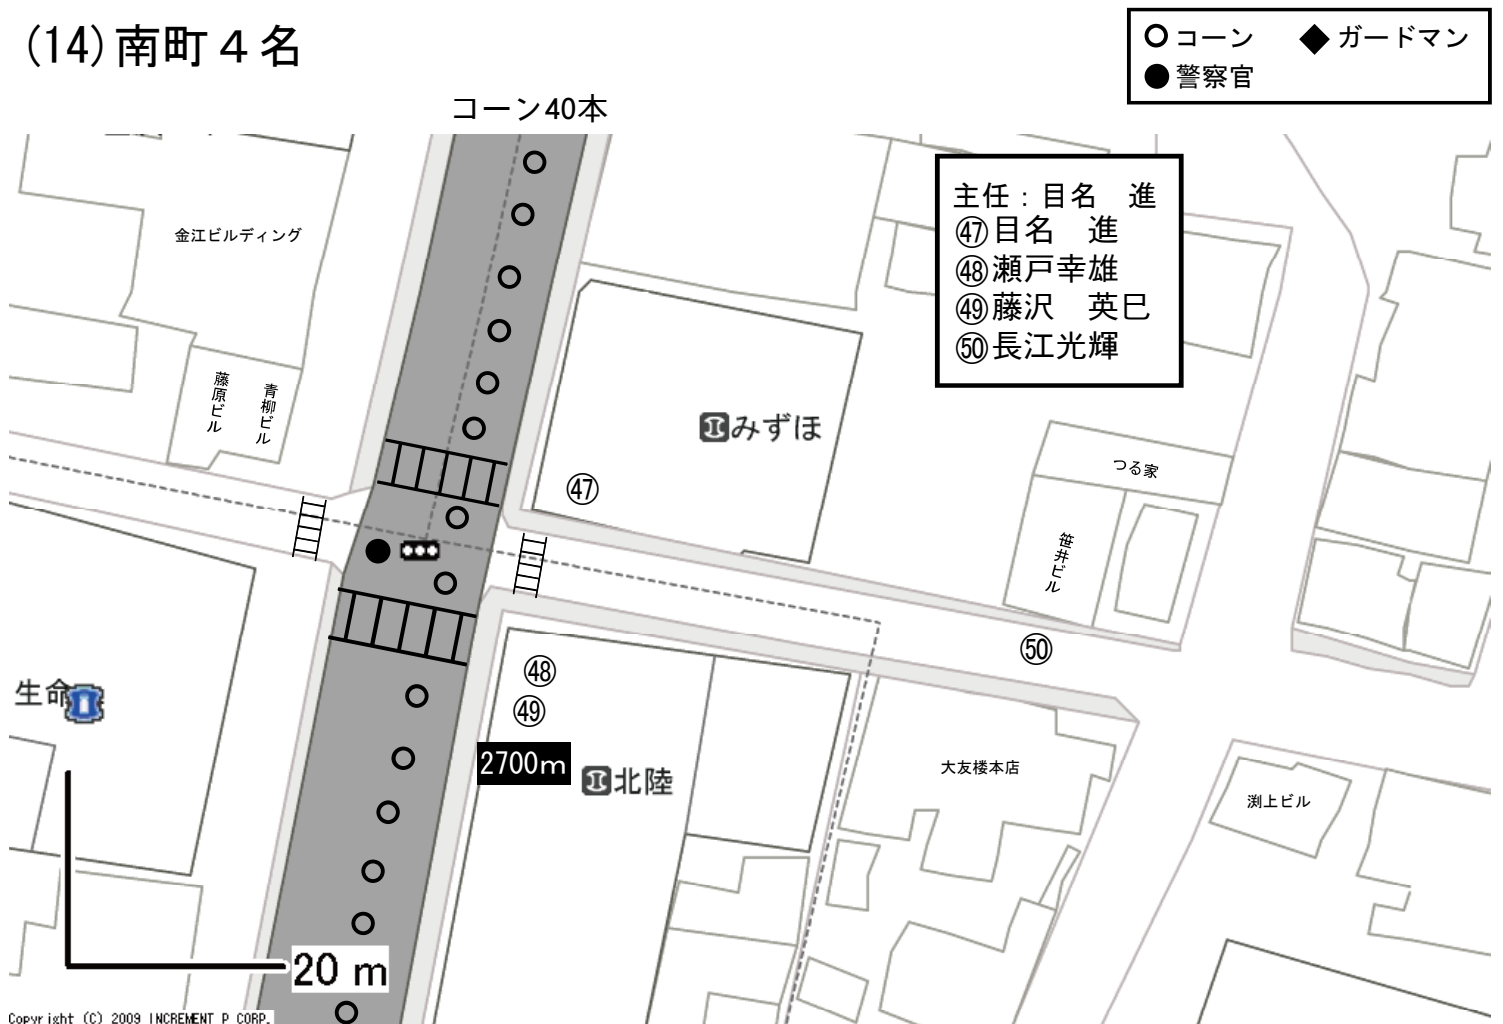 (14)南町４名
○コーン ◆ガードマン
●警察官
コーン40本
主任：目名　進
㊼目名　進
㊽瀬戸幸雄
㊾藤沢　英巳
㊿長江光輝
金江ビルディング
藤原ビル
青柳ビル
みずほ
㊼
つる家
笹井ビル
㊿
㊽
㊾
生命
2700m
北陸
大友楼本店
渕上ビル
20 m
Copyright (C) 2009 INCREMENT P CORP.